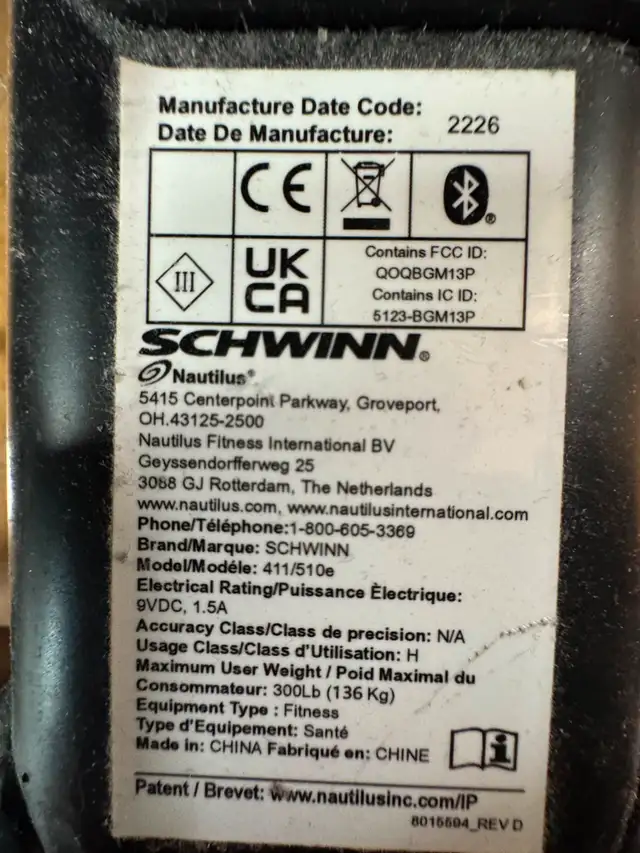 Manufacture Date Code:
Date De Manufacture: 2226
CE
III
UK
CA
Contains FCC ID:
QOQBGM13P
Contains IC ID:
5123-BGM13P
SCHWINN®
Nautilus®
5415 Centerpoint Parkway, Groveport,
OH.43125-2500
Nautilus Fitness International BV
Geyssendorfferweg 25
3088 GJ Rotterdam, The Netherlands
www.nautilus.com, www.nautilusinternational.com
Phone/Téléphone:1-800-605-3369
Brand/Marque: SCHWINN
Model/Modéle: 411/510e
Electrical Rating/Puissance Èlectrique:
9VDC, 1.5A
Accuracy Class/Class de precision: N/A
Usage Class/Class d'Utilisation: H
Maximum User Weight / Poid Maximal du
Consommateur: 300Lb (136 Kg)
Equipment Type : Fitness
Type d'Equipement: Santé
Made in: CHINA Fabriqué en: CHINE
Patent / Brevet: www.nautilusinc.com/IP
8015594_REV D